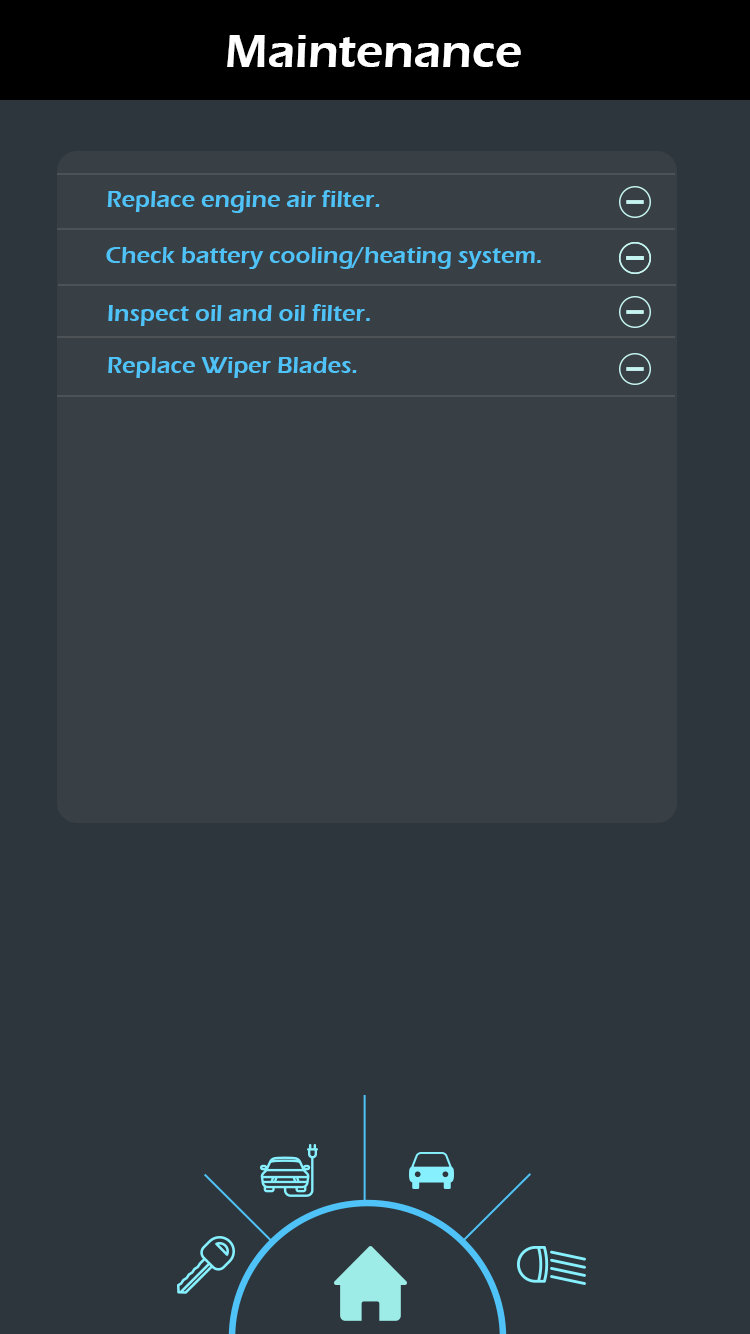 Maintenance
Replace engine air filter.
Check battery cooling/heating system.
Inspect oil and oil filter.
Replace Wiper Blades.